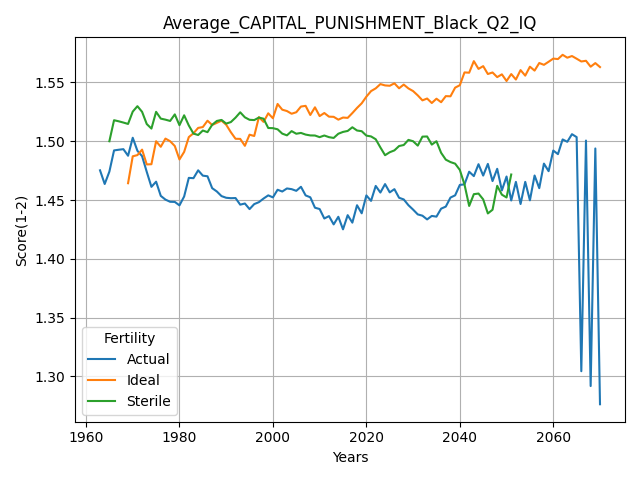 Average_CAPITAL_PUNISHMENT_Black_Q2_IQ
Score(1-2)
1.55
1.50
1.45
1.40
1.35
1.30
Fertility
Actual
Ideal
Sterile
1960
1980
2000
2020
2040
2060
Years